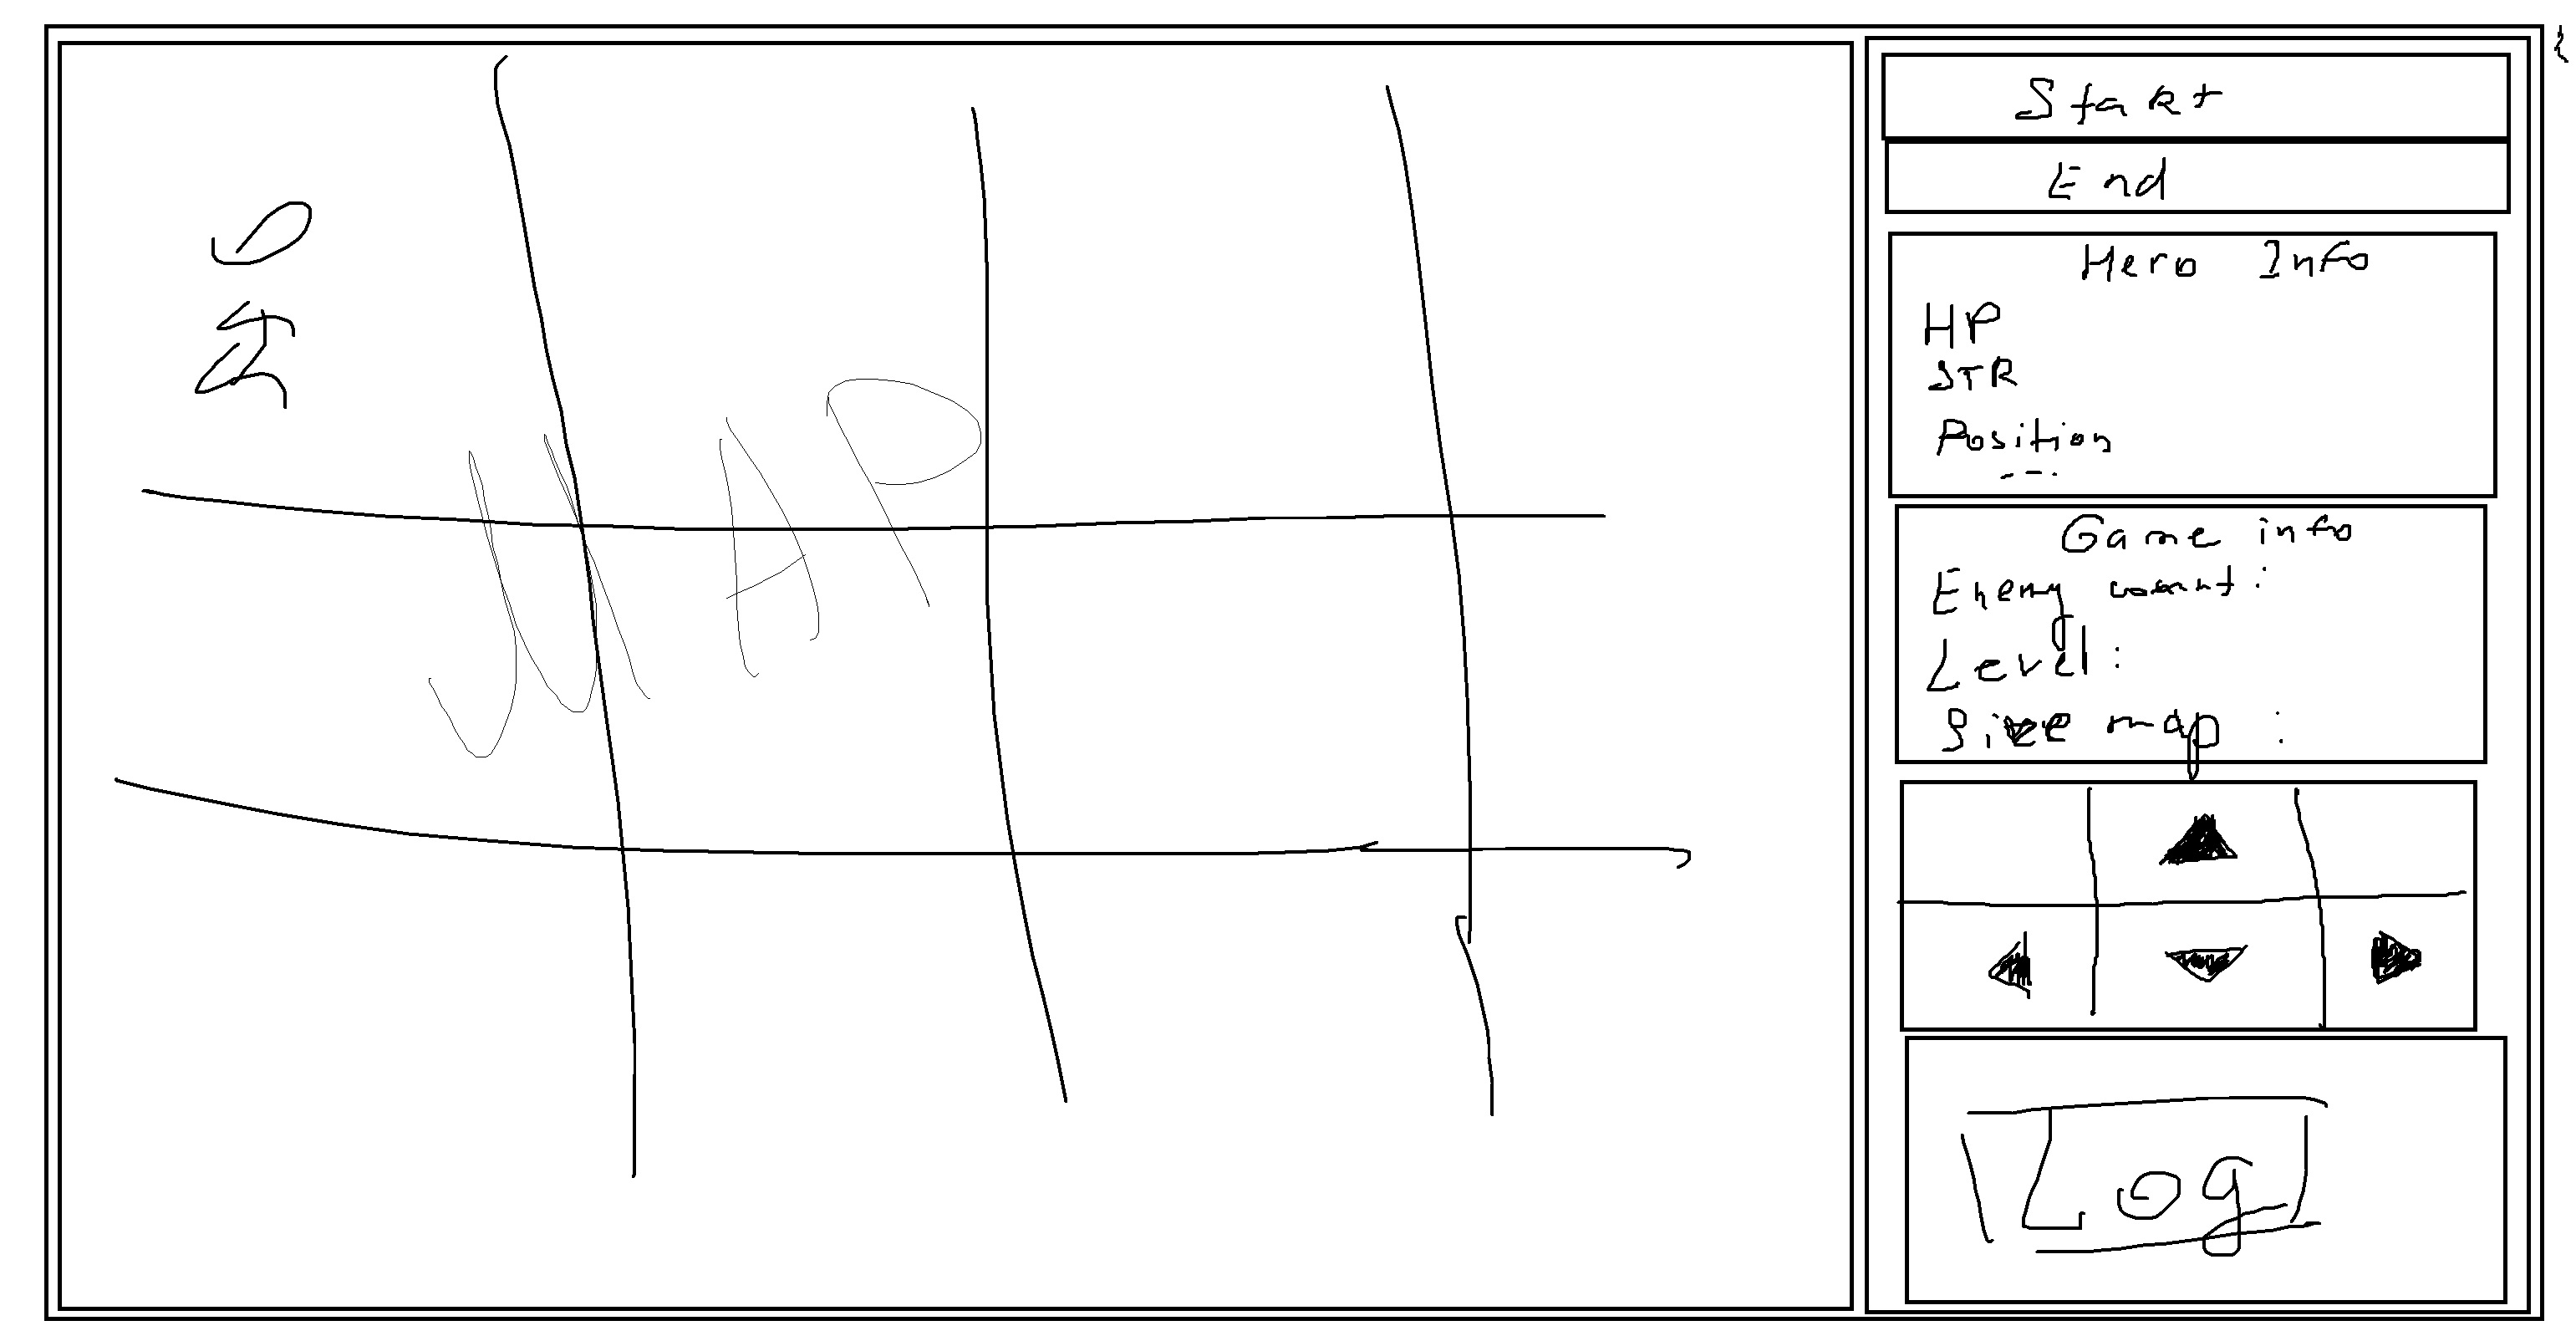 MAP
Start
End
Hero Info
HP
STR
Position
---
Game info
Enemy count:
Level:
Size map :
Log